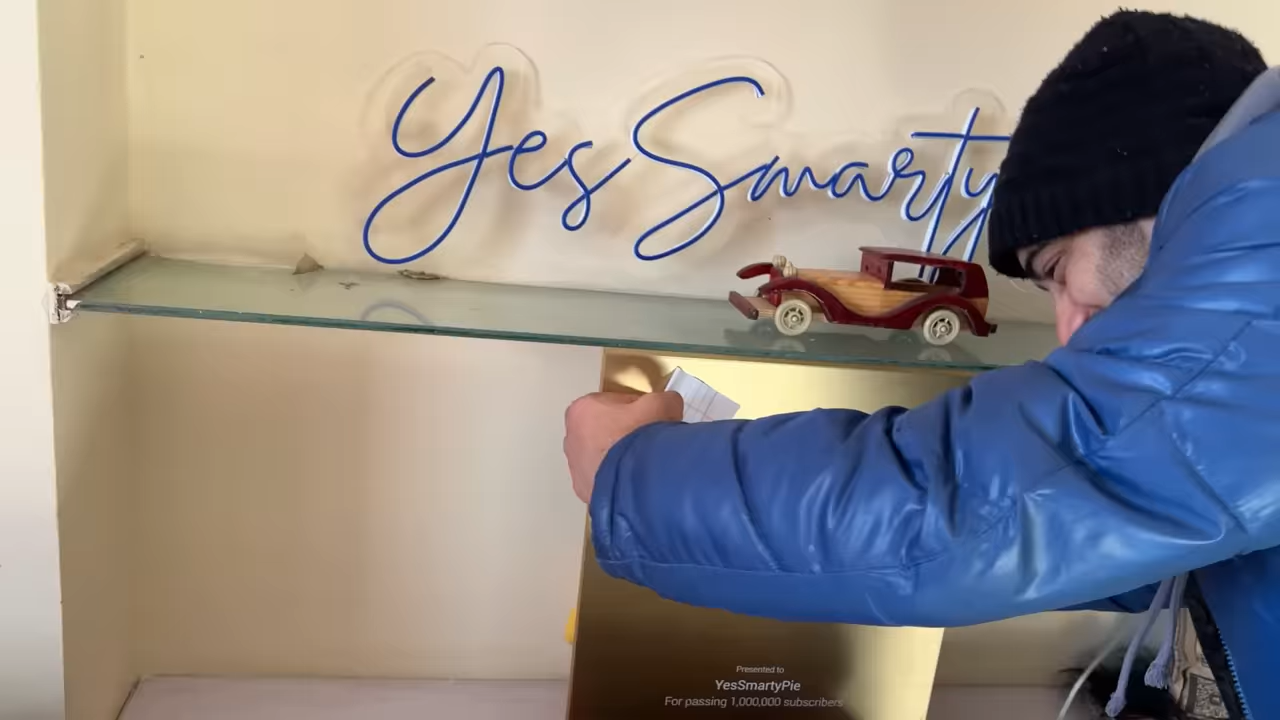 YesSmarty
Presented to
YesSmartyPie
For passing 1,000,000 subscribers